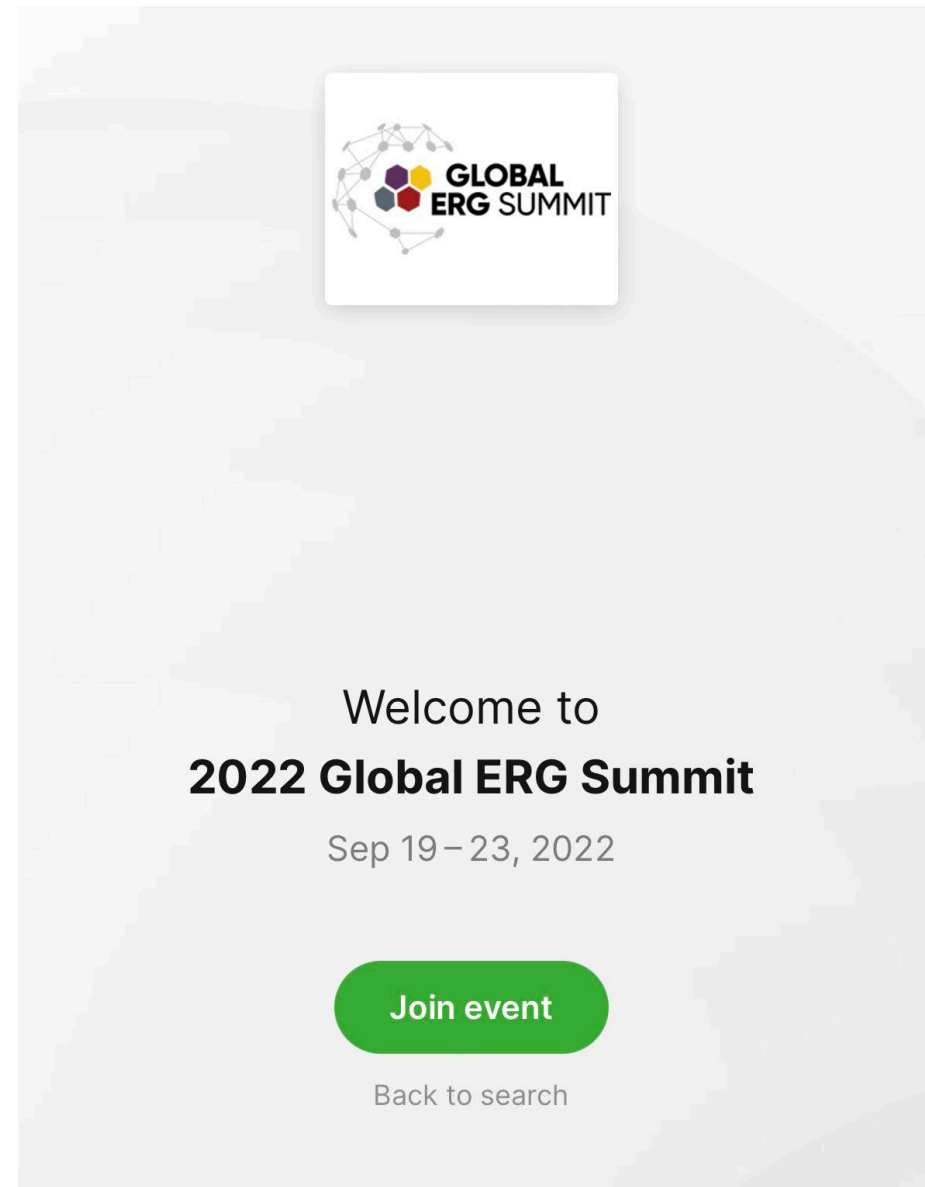 GLOBAL
ERG SUMMIT
Welcome to
2022 Global ERG Summit
Sep 19 – 23, 2022
Join event
Back to search